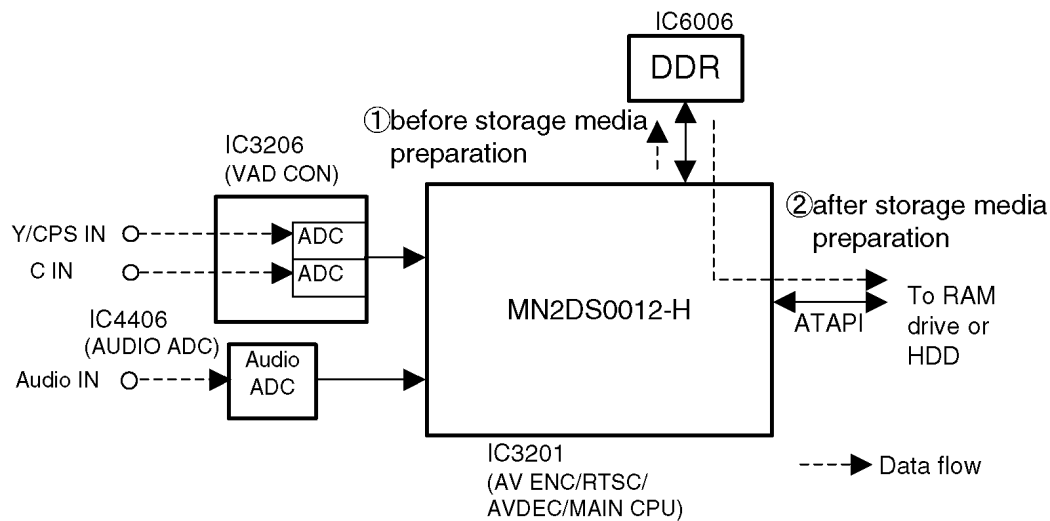 IC6006
DDR
①before storage media
preparation
IC3206
(VAD CON)
②after storage media
preparation
Y/CPS IN
ADC
C IN
ADC
MN2DS0012-H
ATAPI
To RAM
drive or
HDD
IC4406
(AUDIO ADC)
Audio IN
Audio
ADC
IC3201
(AV ENC/RTSC/
AVDEC/MAIN CPU)
Data flow